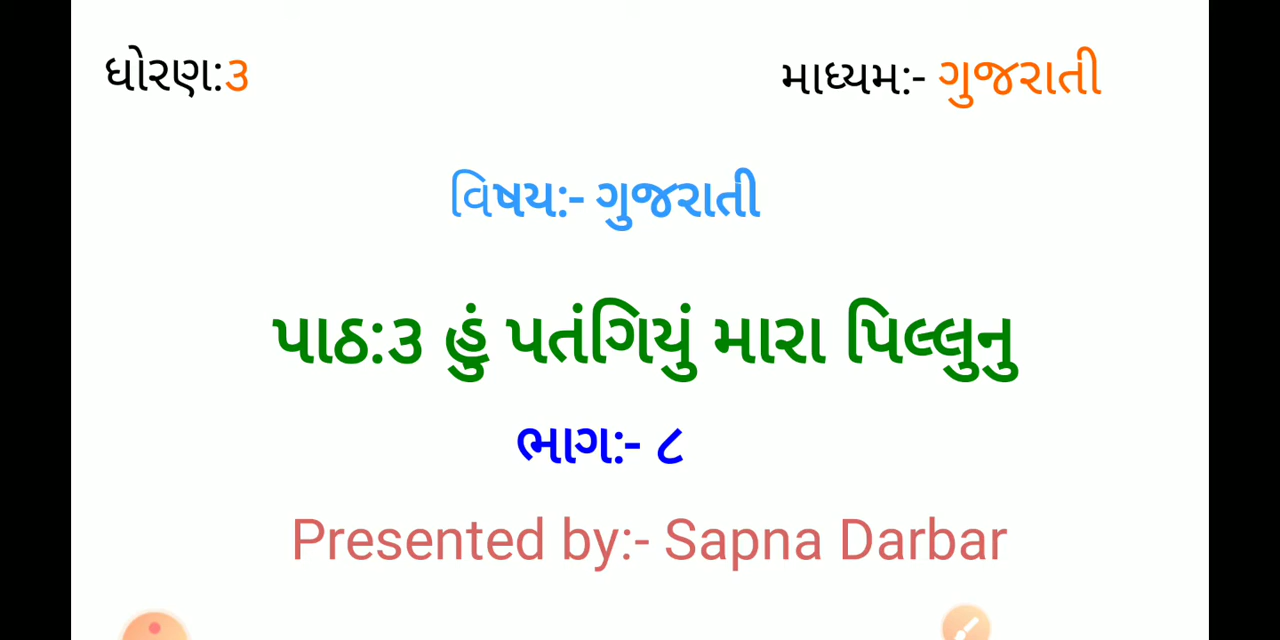 ધોરણ:૩
માધ્યમ:- ગુજરાતી
વિષય:- ગુજરાતી
પાઠ:૩ હું પતંગિયું મારા પિલ્લુનુ
ભાગ:- ૮
Presented by:- Sapna Darbar